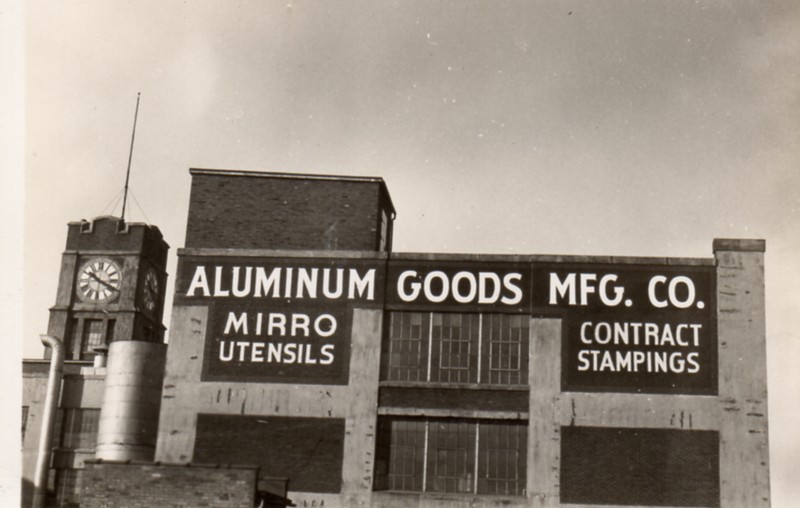 ALUMINUM GOODS MFG. CO.
MIRRO
UTENSILS
CONTRACT
STAMPINGS